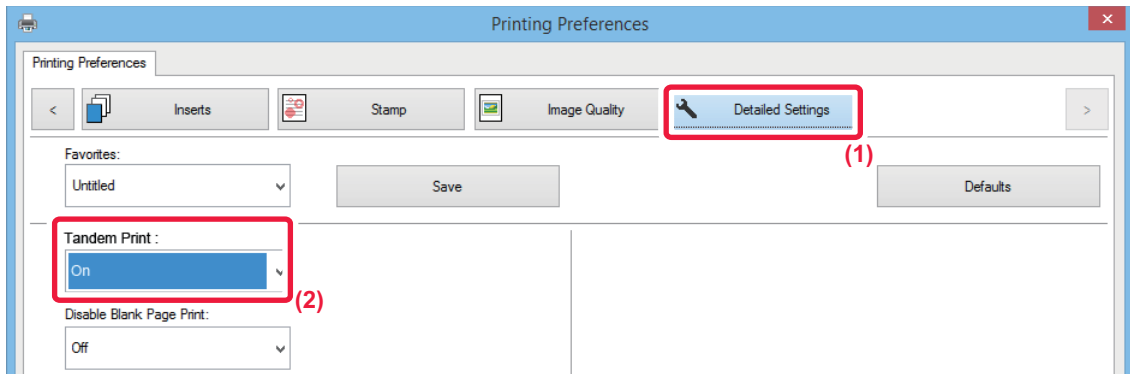 Printing Preferences
Printing Preferences
< Inserts Stamp Image Quality Detailed Settings >
(1)
Favorites:
Untitled Save Defaults
Tandem Print :
On
(2)
Disable Blank Page Print:
Off